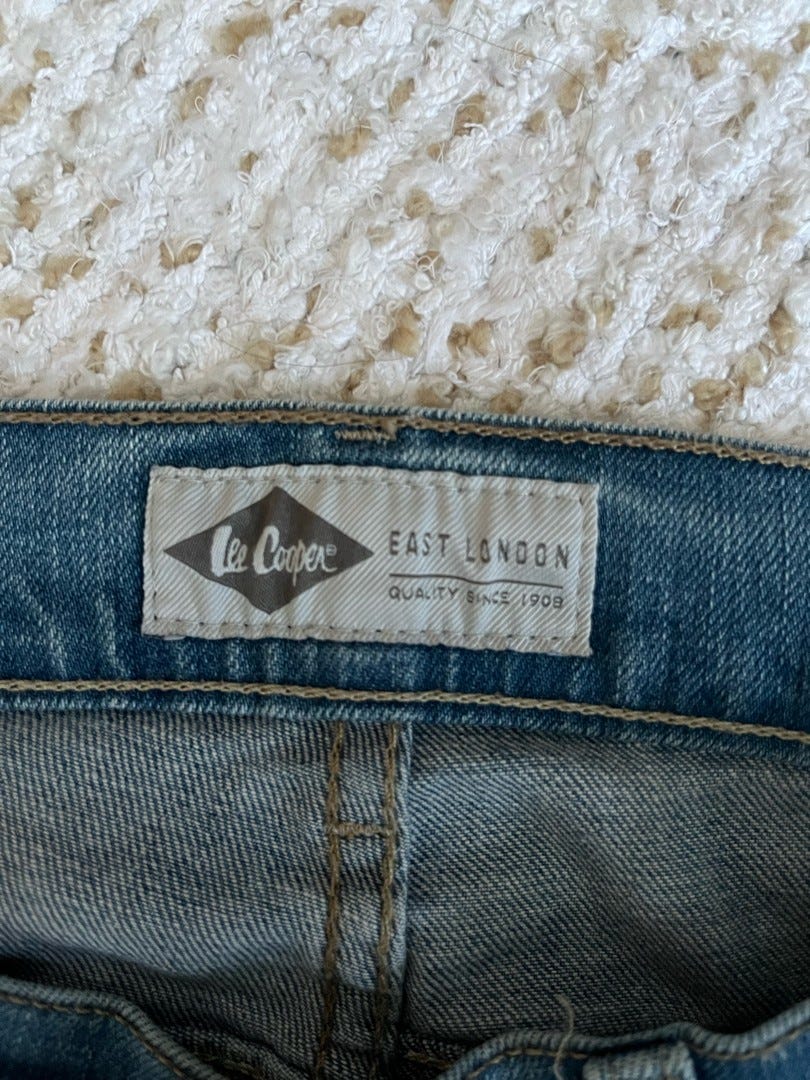 Lee Cooper®
EAST LONDON
QUALITY SINCE 1908